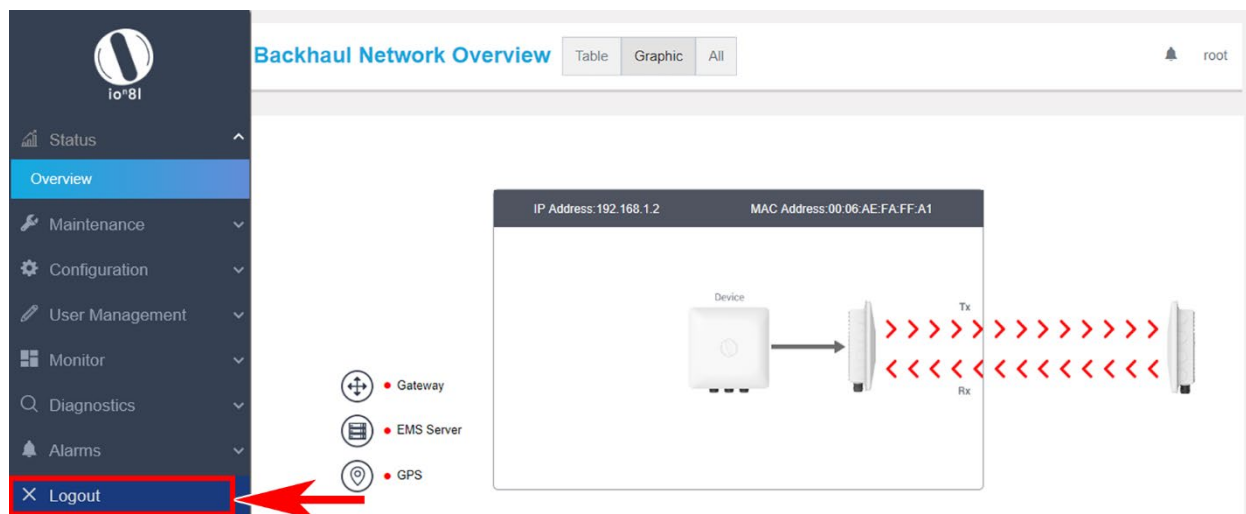 ioⁿ8l
Status
Overview
Maintenance
Configuration
User Management
Monitor
Diagnostics
Alarms
Logout
Backhaul Network Overview Table Graphic All root
IP Address:192.168.1.2 MAC Address:00:06:AE:FA:FF:A1
Device
Tx
Rx
Gateway
EMS Server
GPS